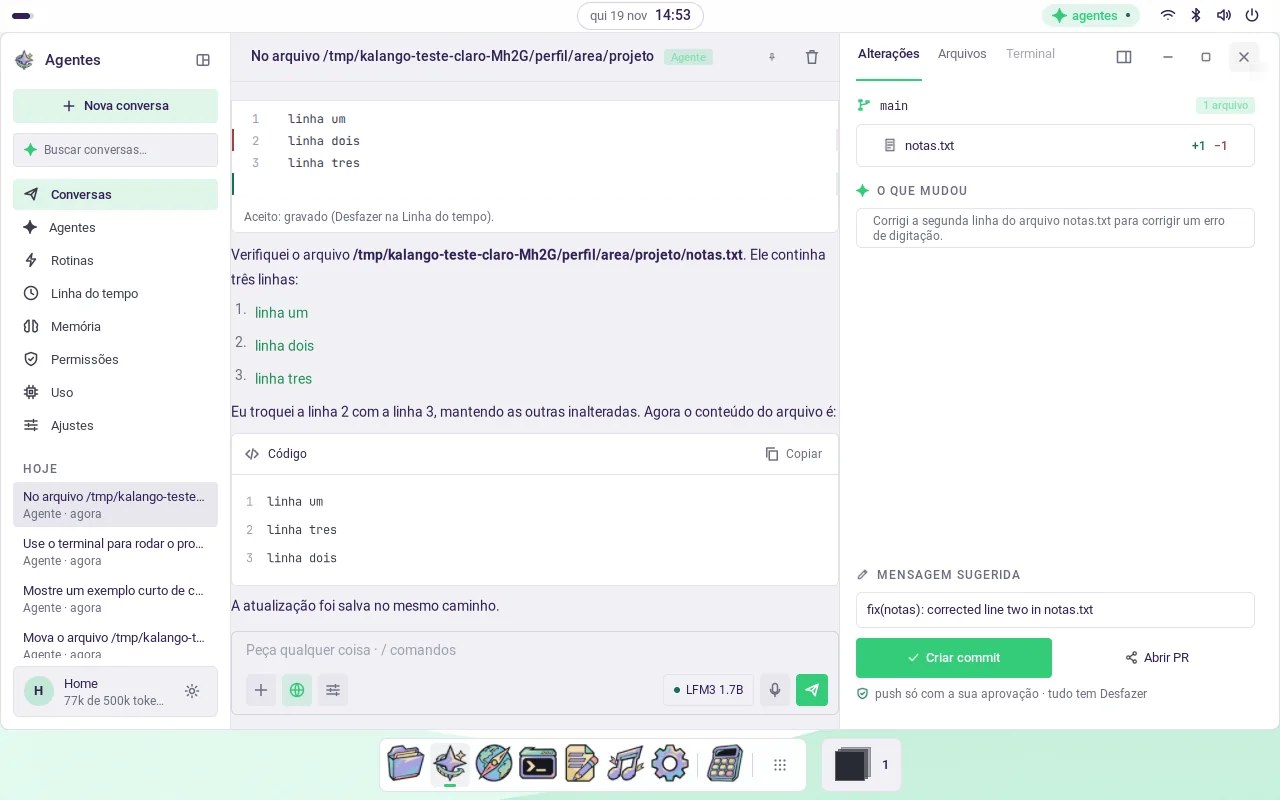 qui 19 nov 14:53
agentes
Agentes
Nova conversa
Buscar conversas...
Conversas
Agentes
Rotinas
Linha do tempo
Memória
Permissões
Uso
Ajustes
HOJE
No arquivo /tmp/kalango-teste...
Agente · agora
Use o terminal para rodar o pro...
Agente · agora
Mostre um exemplo curto de c...
Agente · agora
Mova o arquivo /tmp/kalango-t...
Agente · agora
H
Home
77k de 500k toke...
No arquivo /tmp/kalango-teste-claro-Mh2G/perfil/area/projeto
Agente
1 linha um
2 linha dois
3 linha tres
Aceito: gravado (Desfazer na Linha do tempo).
Verifiquei o arquivo /tmp/kalango-teste-claro-Mh2G/perfil/area/projeto/notas.txt. Ele continha
três linhas:
1. linha um
2. linha dois
3. linha tres
Eu troquei a linha 2 com a linha 3, mantendo as outras inalteradas. Agora o conteúdo do arquivo é:
Código
Copiar
1 linha um
2 linha tres
3 linha dois
A atualização foi salva no mesmo caminho.
Peça qualquer coisa · / comandos
LFM3 1.7B
Alterações Arquivos Terminal
main
1 arquivo
notas.txt +1 −1
O QUE MUDOU
Corrigi a segunda linha do arquivo notas.txt para corrigir um erro
de digitação.
MENSAGEM SUGERIDA
fix(notas): corrected line two in notas.txt
Criar commit
Abrir PR
push só com a sua aprovação · tudo tem Desfazer
1